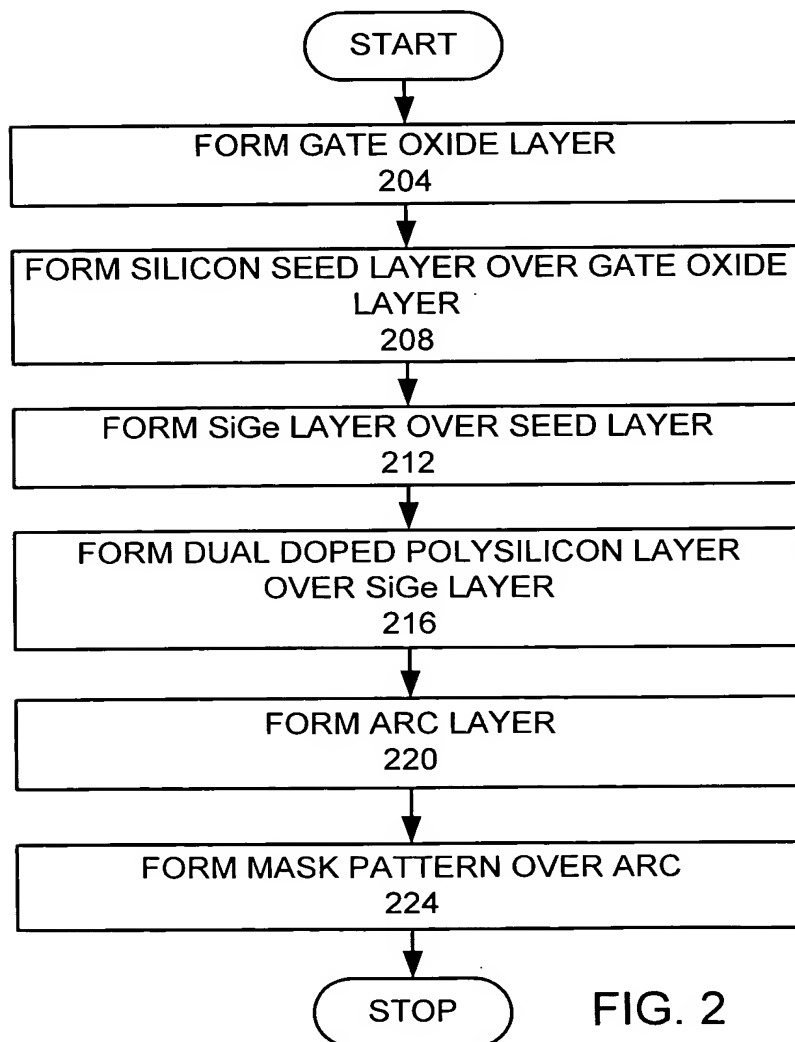 START
FORM GATE OXIDE LAYER
204
FORM SILICON SEED LAYER OVER GATE OXIDE
LAYER
208
FORM SiGe LAYER OVER SEED LAYER
212
FORM DUAL DOPED POLYSILICON LAYER
OVER SiGe LAYER
216
FORM ARC LAYER
220
FORM MASK PATTERN OVER ARC
224
STOP
FIG. 2